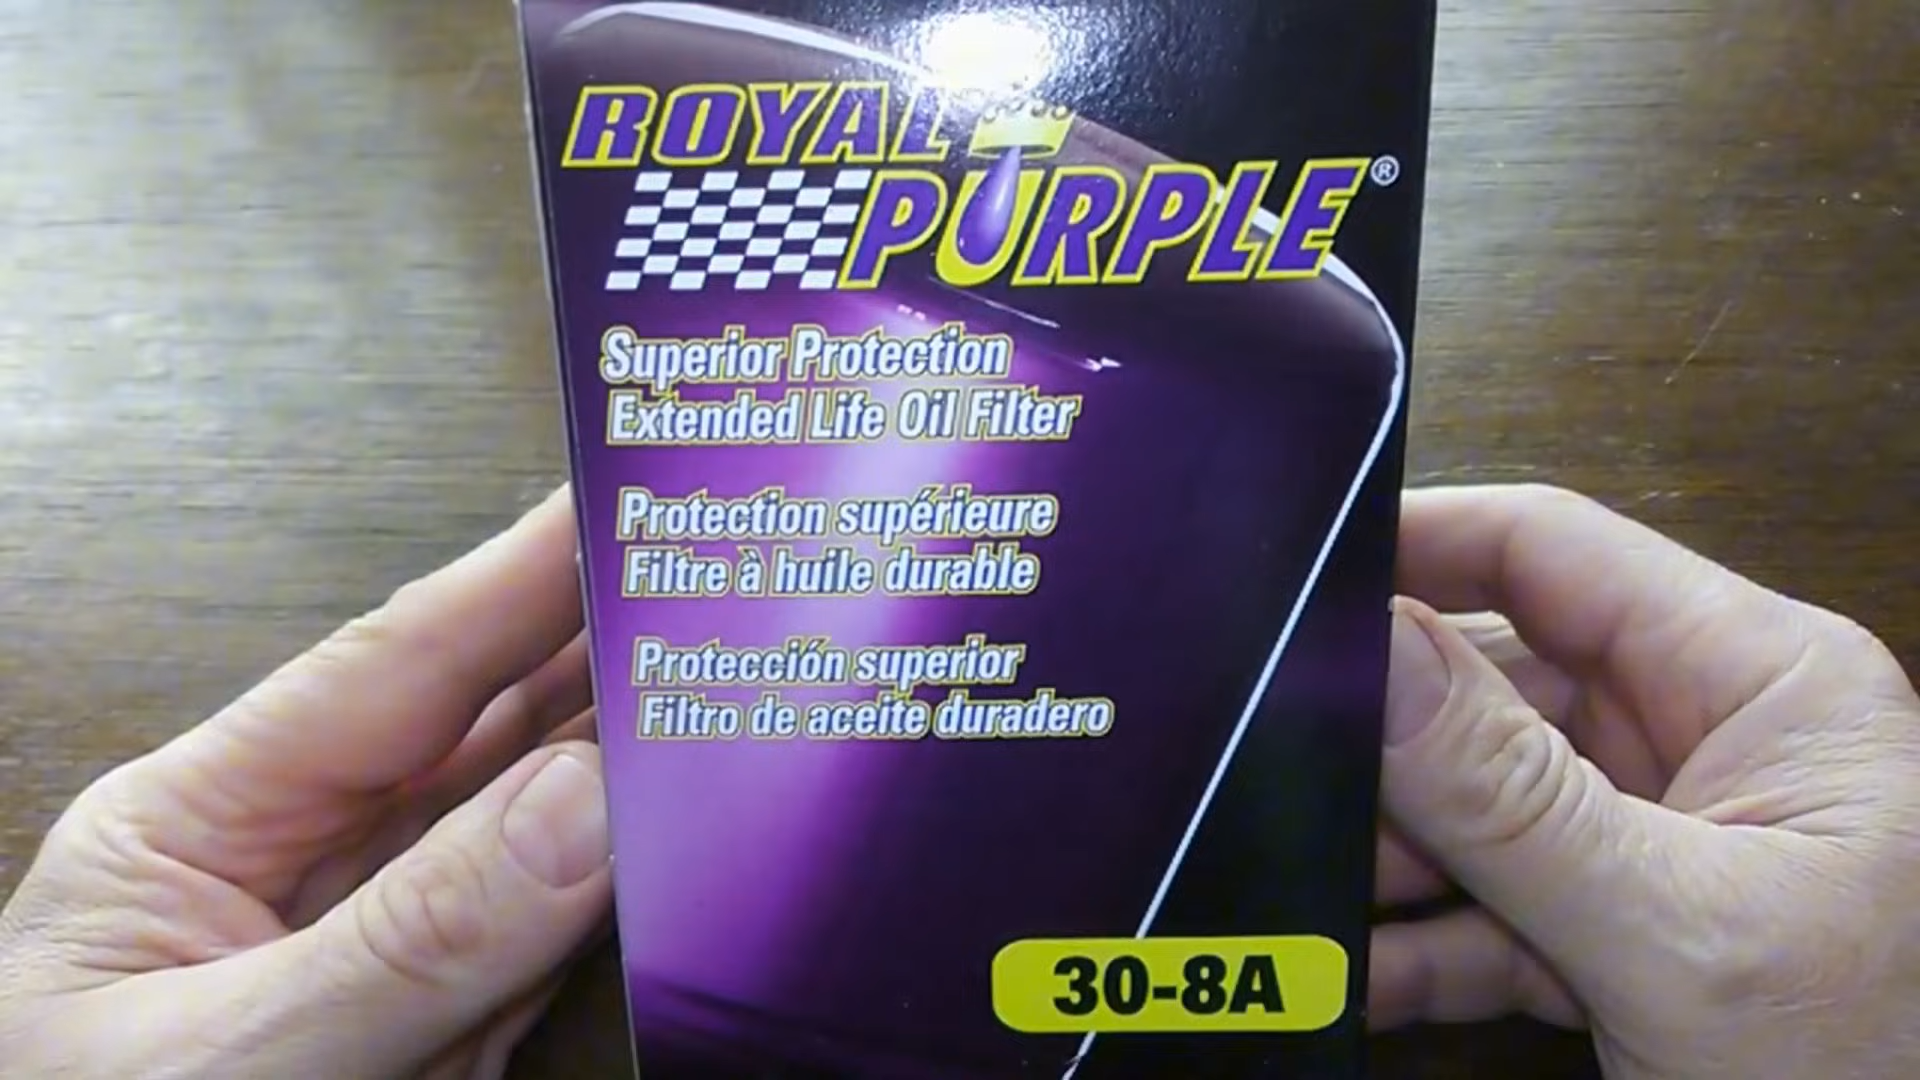 ROYAL
PURPLE®
Superior Protection
Extended Life Oil Filter
Protection supérieure
Filtre à huile durable
Protección superior
Filtro de aceite duradero
30-8A